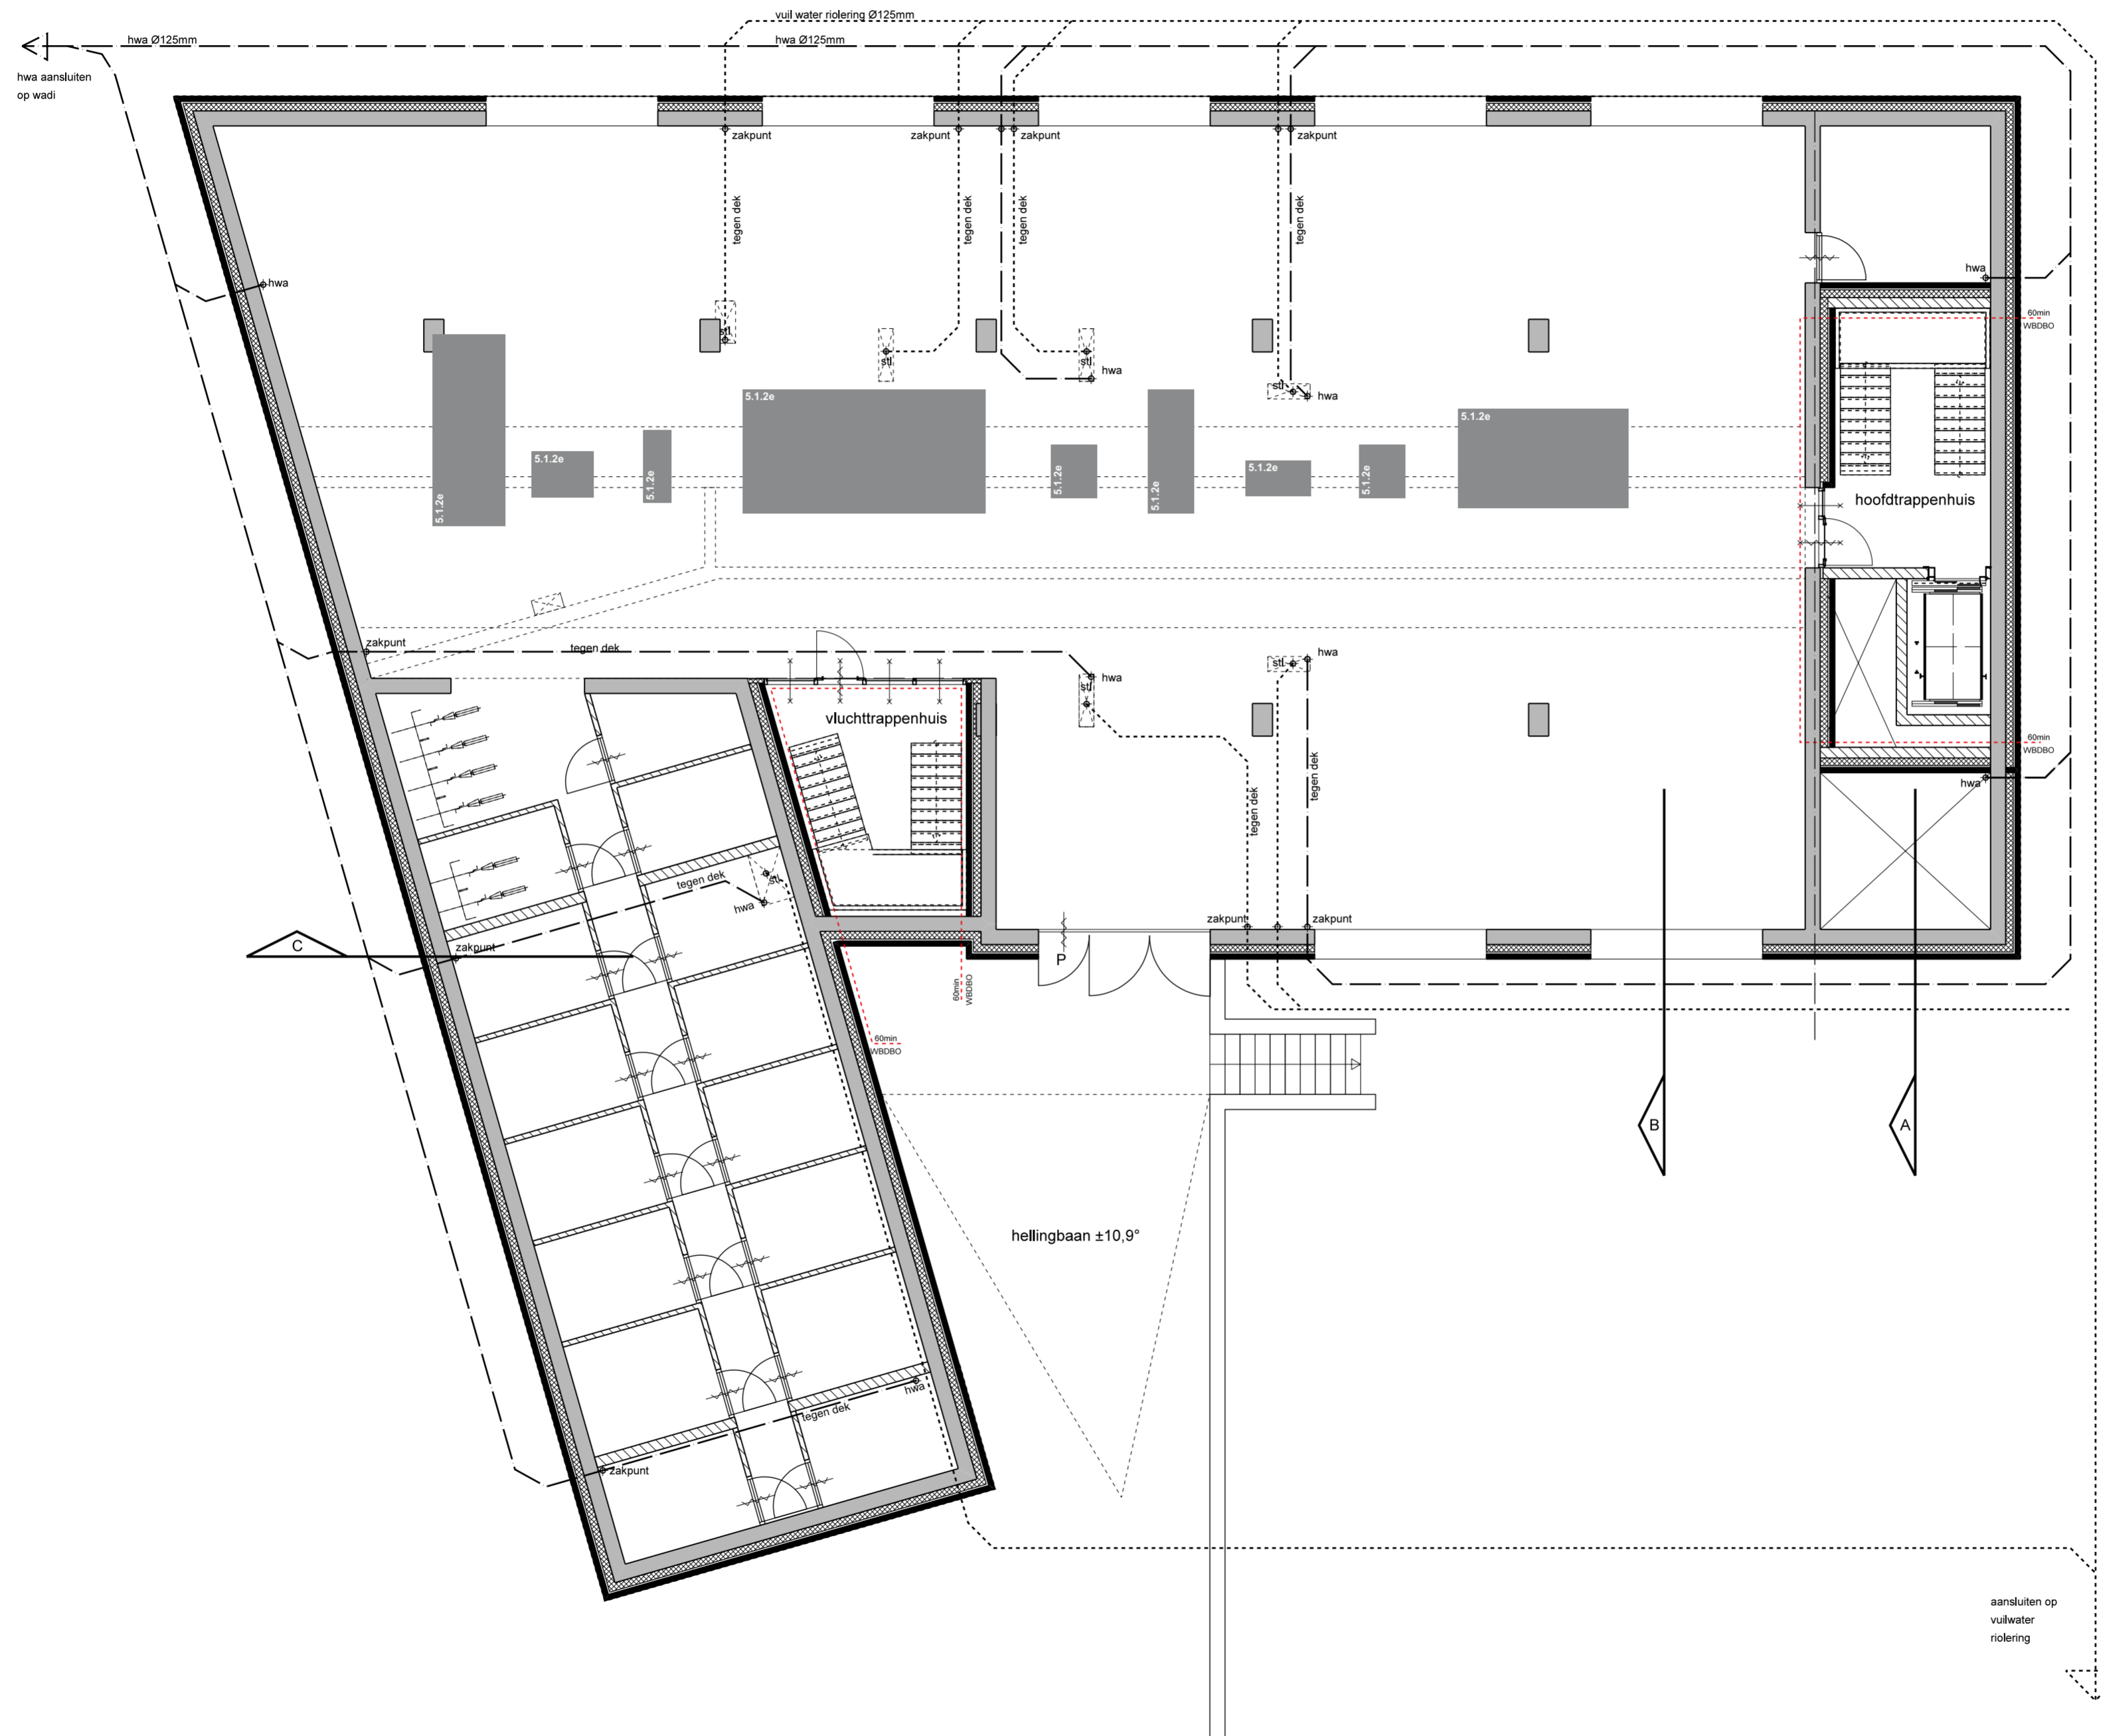 vuil water riolering Ø125mm
hwa Ø125mm
hwa Ø125mm
hwa aansluiten
op wadi
zakpunt
zakpunt
zakpunt
zakpunt
tegen dek
tegen dek
tegen dek
tegen dek
hwa
hwa
60min
WBDBO
stl
stl
stl
hwa
stl
hwa
5.1.2e
5.1.2e
5.1.2e
5.1.2e
5.1.2e
5.1.2e
5.1.2e
5.1.2e
5.1.2e
hoofdtrappenhuis
zakpunt
tegen dek
hwa
stl
stl
hwa
vluchttrappenhuis
60min
WBDBO
hwa
tegen dek
tegen dek
tegen dek
stl
hwa
zakpunt
zakpunt
zakpunt
C
P
60min
WBDBO
60min
WBDBO
B
A
hellingbaan ±10,9°
hwa
tegen dek
zakpunt
aansluiten op
vuilwater
riolering